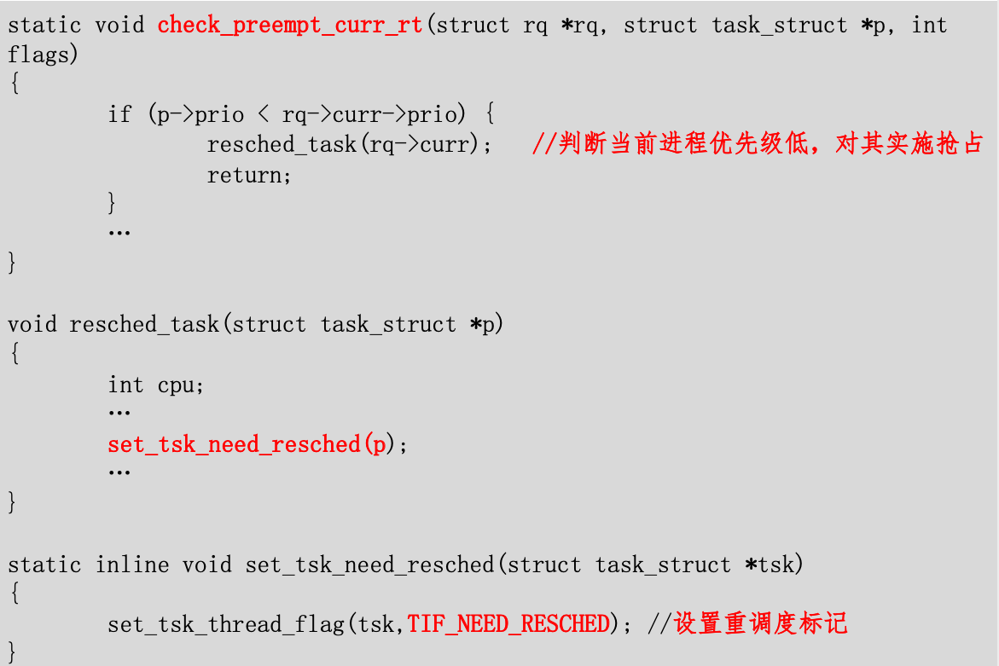 static void check_preempt_curr_rt(struct rq *rq, struct task_struct *p, int
flags)
{
        if (p->prio < rq->curr->prio) {
                resched_task(rq->curr);   //判断当前进程优先级低，对其实施抢占
                return;
        }
        …
}

void resched_task(struct task_struct *p)
{
        int cpu;
        …
        set_tsk_need_resched(p);
        …
}

static inline void set_tsk_need_resched(struct task_struct *tsk)
{
        set_tsk_thread_flag(tsk,TIF_NEED_RESCHED); //设置重调度标记
}